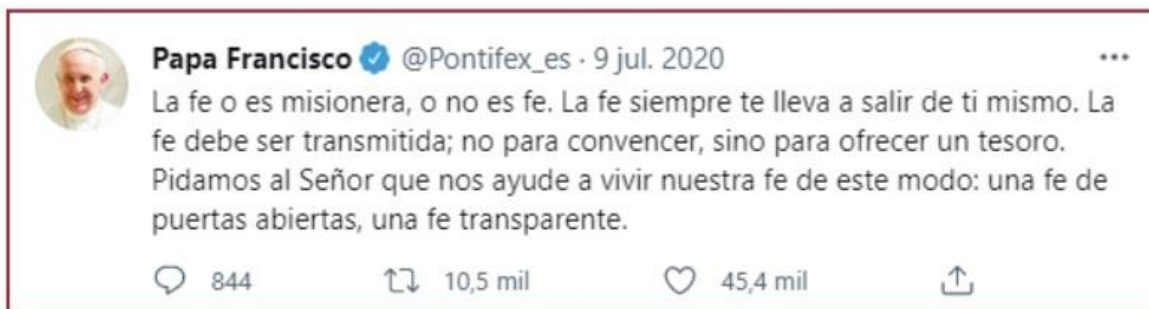 Papa Francisco @Pontifex_es · 9 jul. 2020
La fe o es misionera, o no es fe. La fe siempre te lleva a salir de ti mismo. La
fe debe ser transmitida; no para convencer, sino para ofrecer un tesoro.
Pidamos al Señor que nos ayude a vivir nuestra fe de este modo: una fe de
puertas abiertas, una fe transparente.
844 10,5 mil 45,4 mil